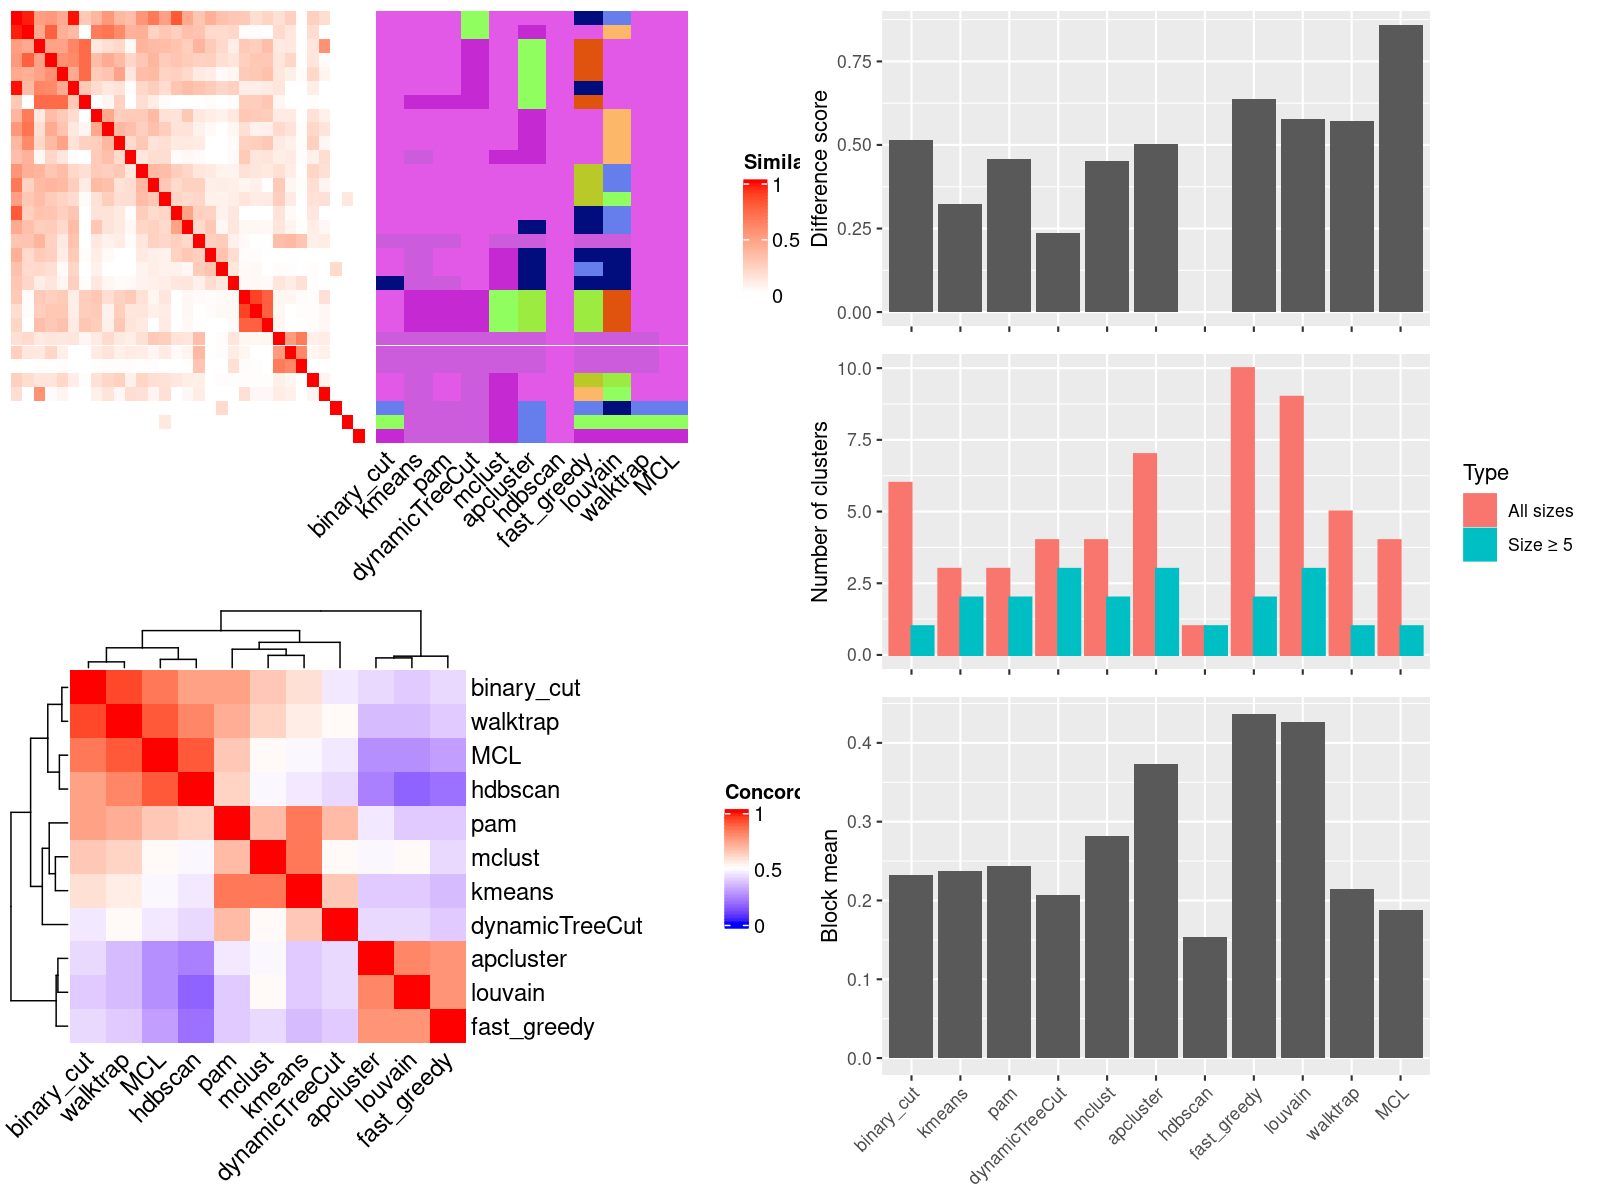 Simila
1
0.5
0
binary_cut
kmeans
pam
dynamicTreeCut
mclust
apcluster
hdbscan
fast_greedy
louvain
walktrap
MCL
binary_cut
walktrap
MCL
hdbscan
pam
mclust
kmeans
dynamicTreeCut
apcluster
louvain
fast_greedy
binary_cut
walktrap
MCL
hdbscan
pam
mclust
kmeans
dynamicTreeCut
apcluster
louvain
fast_greedy
Concord
1
0.5
0
Difference score
0.75
0.50
0.25
0.00
Number of clusters
10.0
7.5
5.0
2.5
0.0
Type
All sizes
Size ≥ 5
Block mean
0.4
0.3
0.2
0.1
0.0
binary_cut
kmeans
pam
dynamicTreeCut
mclust
apcluster
hdbscan
fast_greedy
louvain
walktrap
MCL